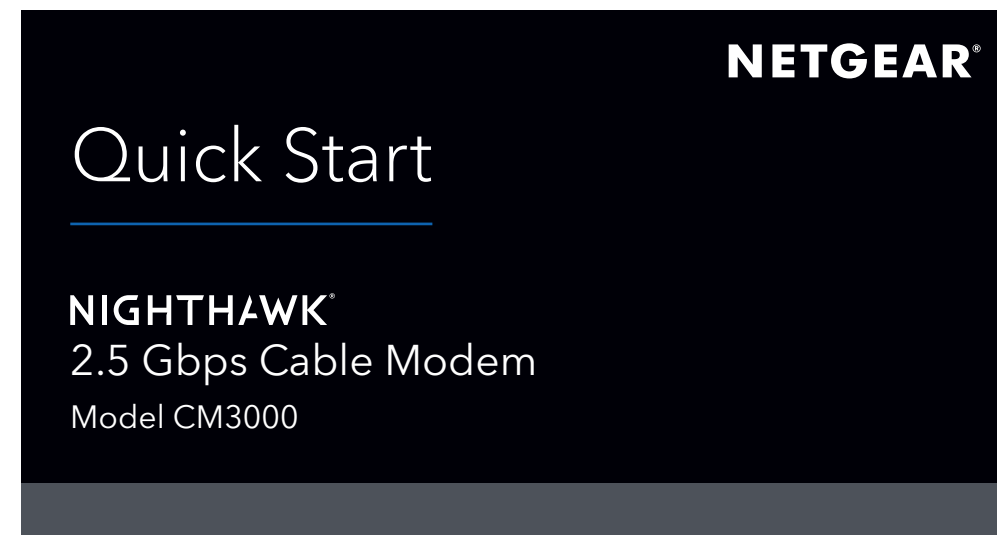 NETGEAR®
Quick Start
NIGHTHAWK®
2.5 Gbps Cable Modem
Model CM3000